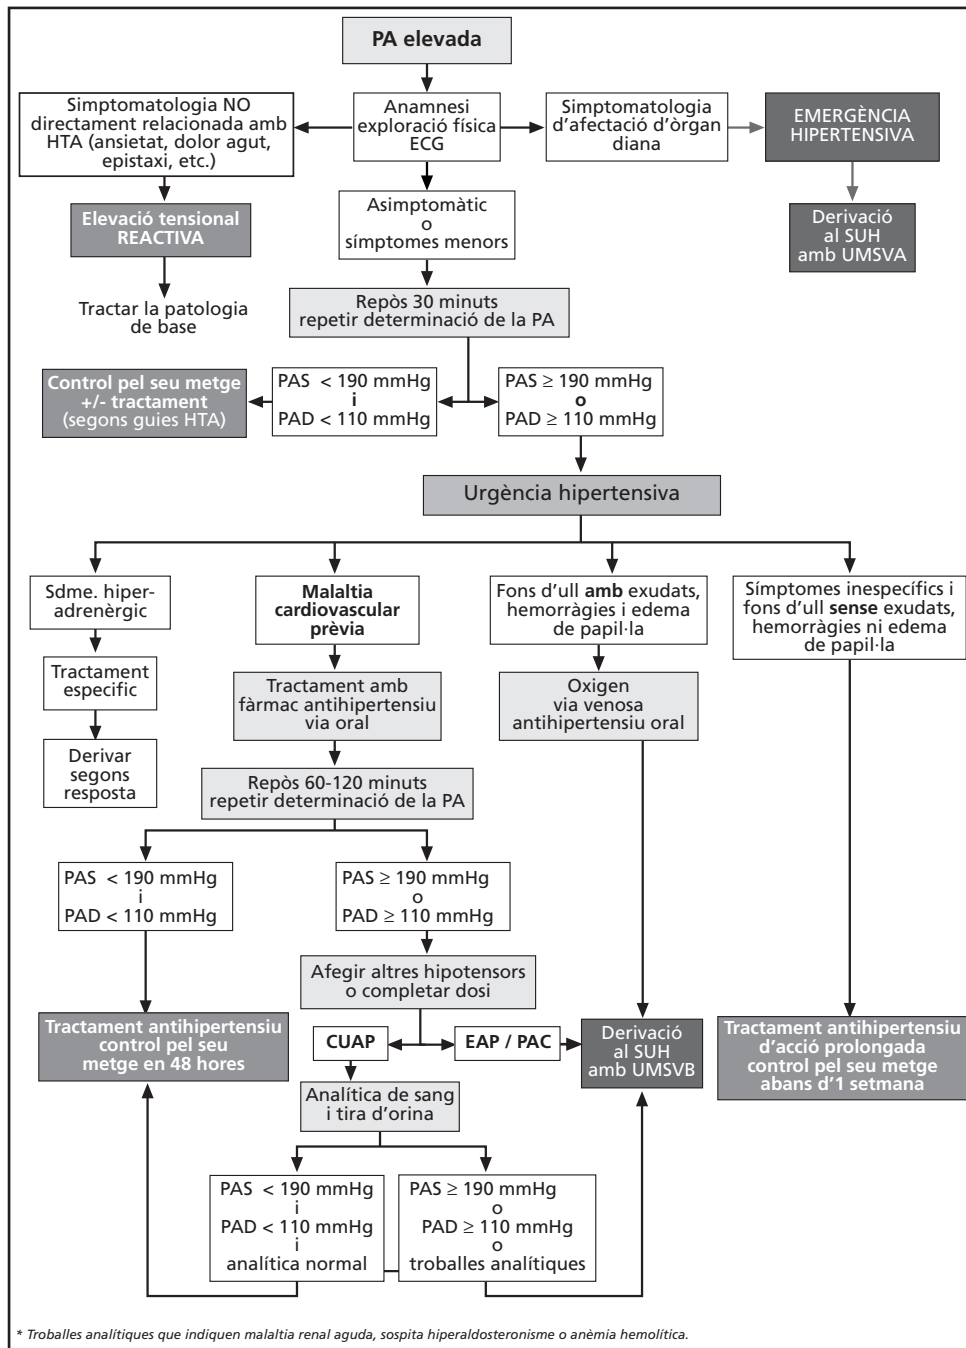 PA elevada
Simptomatologia NO
directament relacionada amb
HTA (ansietat, dolor agut,
epistaxi, etc.)
Anamnesi
exploració física
ECG
Simptomatologia
d'afectació d'òrgan
diana
EMERGÈNCIA
HIPERTENSIVA
Elevació tensional
REACTIVA
Asimptomàtic
o
símptomes menors
Derivació
al SUH
amb UMSVA
Tractar la patologia
de base
Repòs 30 minuts
repetir determinació de la PA
Control pel seu metge
+/- tractament
(segons guies HTA)
PAS < 190 mmHg
i
PAD < 110 mmHg
PAS ≥ 190 mmHg
o
PAD ≥ 110 mmHg
Urgència hipertensiva
Sdme. hiper-
adrenèrgic
Malaltia
cardiovascular
prèvia
Fons d'ull amb exudats,
hemorràgies i edema
de papil·la
Símptomes inespecífics i
fons d'ull sense exudats,
hemorràgies ni edema
de papil·la
Tractament
especific
Tractament amb
fàrmac antihipertensiu
via oral
Oxigen
via venosa
antihipertensiu oral
Derivar
segons
resposta
Repòs 60-120 minuts
repetir determinació de la PA
PAS < 190 mmHg
i
PAD < 110 mmHg
PAS ≥ 190 mmHg
o
PAD ≥ 110 mmHg
Afegir altres hipotensors
o completar dosi
Tractament antihipertensiu
control pel seu
metge en 48 hores
CUAP
EAP / PAC
Derivació
al SUH
amb UMSVB
Tractament antihipertensiu
d'acció prolongada
control pel seu metge
abans d'1 setmana
Analítica de sang
i tira d'orina
PAS < 190 mmHg
i
PAD < 110 mmHg
i
analítica normal
PAS ≥ 190 mmHg
o
PAD ≥ 110 mmHg
o
troballes analítiques
* Troballes analítiques que indiquen malaltia renal aguda, sospita hiperaldosteronisme o anèmia hemolítica.